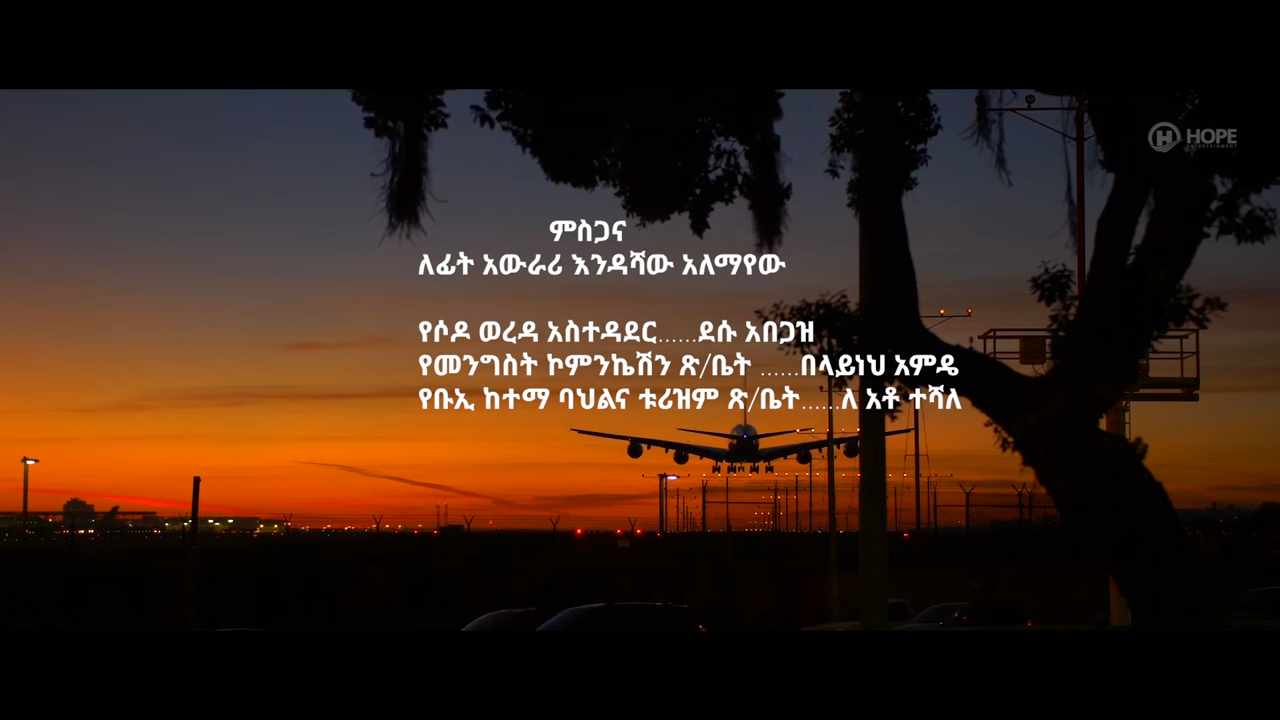 ምስጋና
ለፊት አውራሪ እንዳሻው አለማየው
የሶዶ ወረዳ አስተዳደር......ደሱ አበጋዝ
የመንግስት ኮምንኬሽን ጽ/ቤት ......በላይነህ አምዴ
የቡኢ ከተማ ባህልና ቱሪዝም ጽ/ቤት......ለ አቶ ተሻለ
HOPE
ENTERTAINMENT